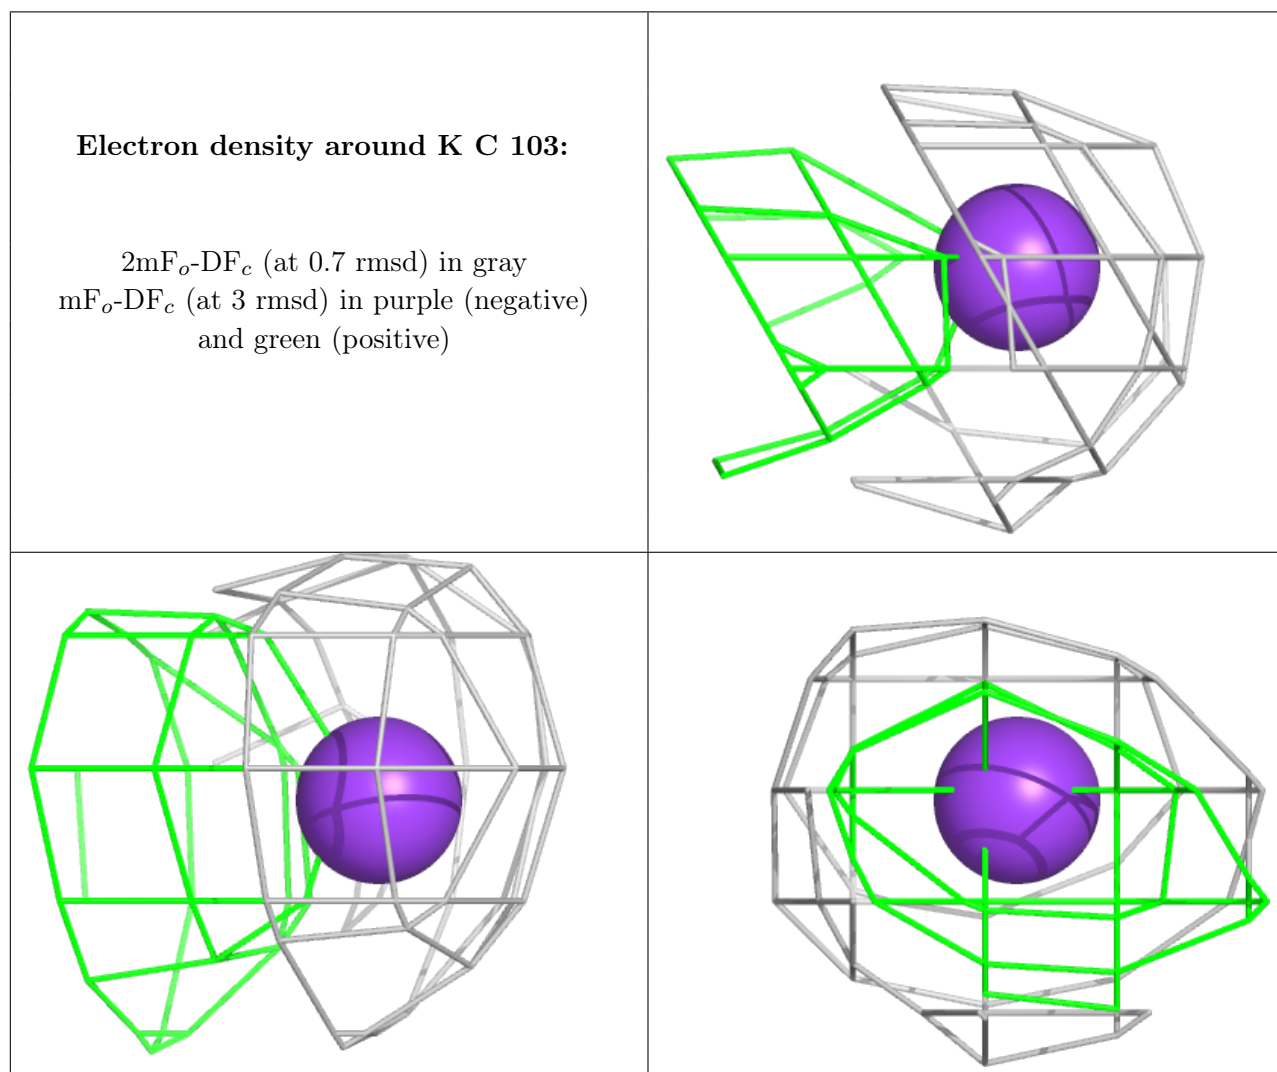 Electron density around K C 103:
2mFo-DFc (at 0.7 rmsd) in gray
mFo-DFc (at 3 rmsd) in purple (negative)
and green (positive)